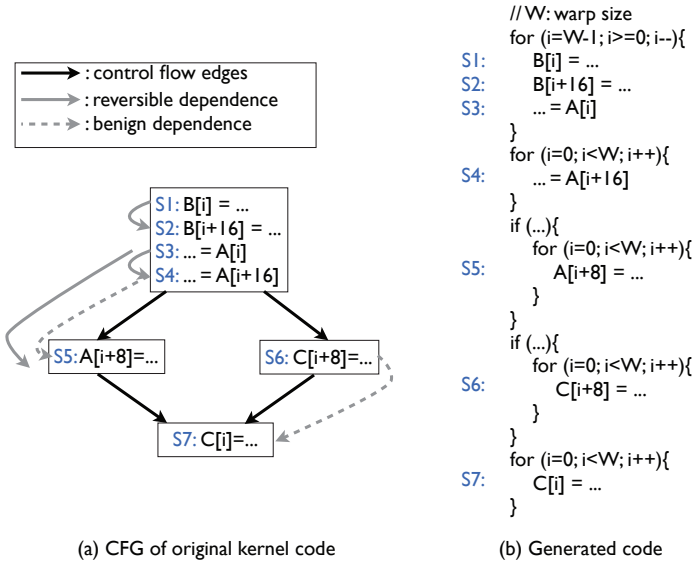 : control flow edges
: reversible dependence
: benign dependence
S1: B[i] = ...
S2: B[i+16] = ...
S3: ... = A[i]
S4: ... = A[i+16]
S5: A[i+8]=...
S6: C[i+8]=...
S7: C[i]=...
(a) CFG of original kernel code
// W: warp size
for (i=W-1; i>=0; i--){
S1: B[i] = ...
S2: B[i+16] = ...
S3: ... = A[i]
}
for (i=0; i<W; i++){
S4: ... = A[i+16]
}
if (...){
for (i=0; i<W; i++){
S5: A[i+8] = ...
}
}
if (...){
for (i=0; i<W; i++){
S6: C[i+8] = ...
}
}
for (i=0; i<W; i++){
S7: C[i] = ...
}
(b) Generated code